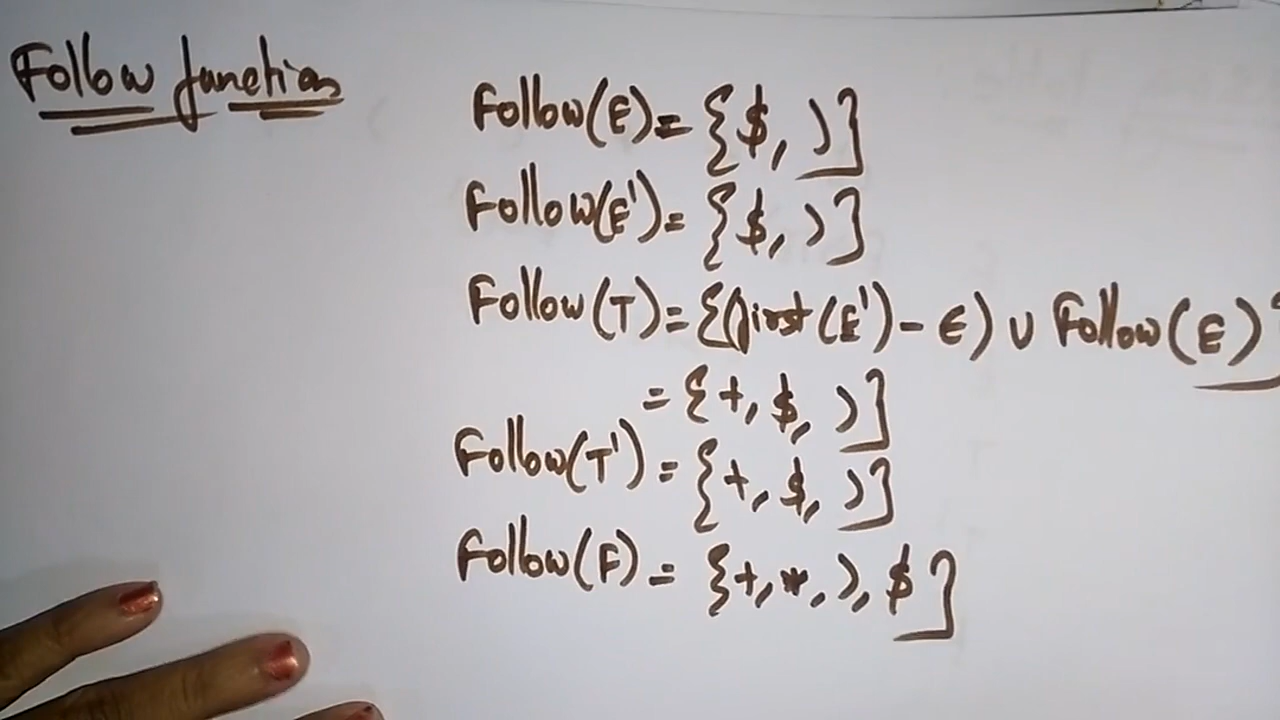 Follow function
Follow(E) = {$, )}
Follow(E') = {$, )}
Follow(T) = {(first(E') - ϵ) ∪ Follow(E)}
= {+, $, )}
Follow(T') = {+, $, )}
Follow(F) = {+, *, ), $}